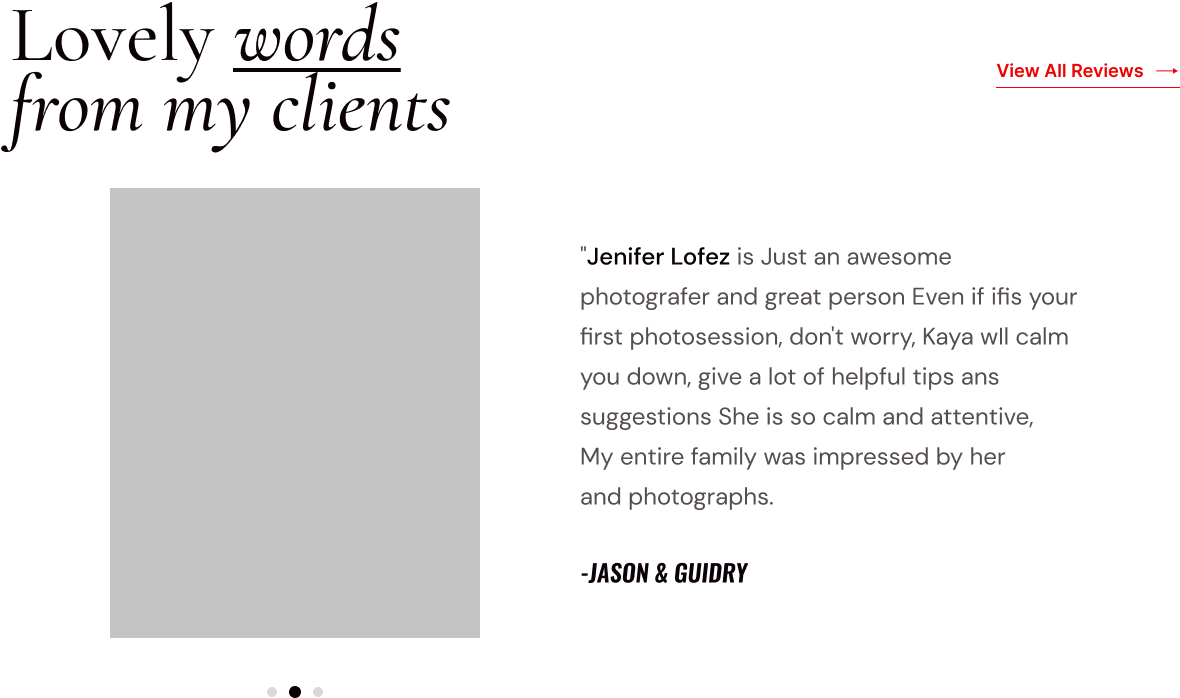 Lovely words
from my clients
View All Reviews
"Jenifer Lofez is Just an awesome
photografer and great person Even if ifis your
first photosession, don't worry, Kaya wll calm
you down, give a lot of helpful tips ans
suggestions She is so calm and attentive,
My entire family was impressed by her
and photographs.
-JASON & GUIDRY